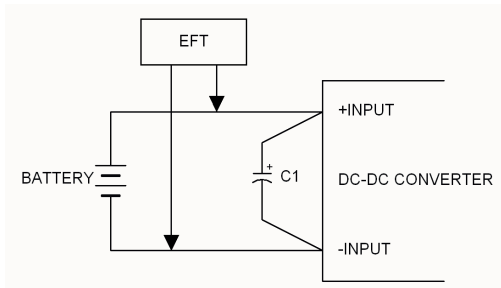 EFT
+INPUT
BATTERY
+
C1
DC-DC CONVERTER
-INPUT